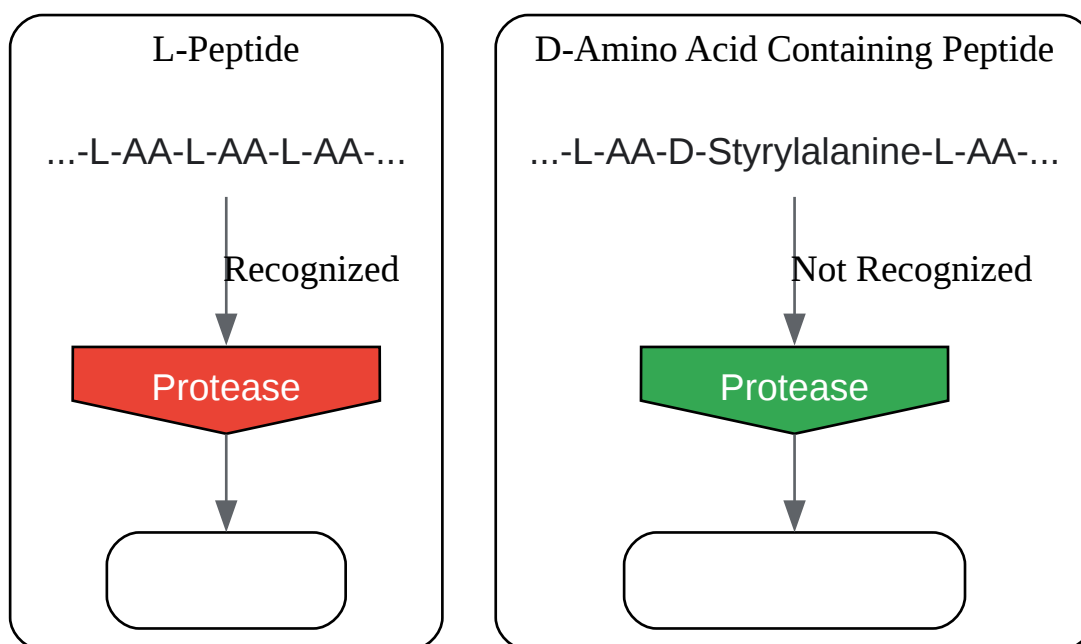 L-Peptide
...-L-AA-L-AA-L-AA-...
Recognized
Protease
D-Amino Acid Containing Peptide
...-L-AA-D-Styrylalanine-L-AA-...
Not Recognized
Protease